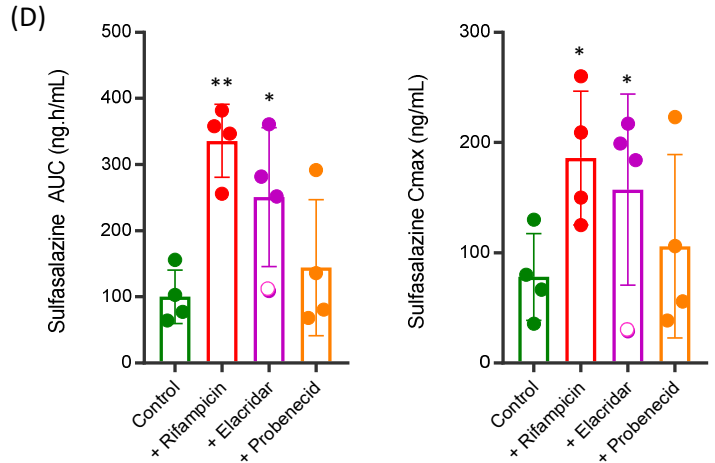 (D)
Sulfasalazine AUC (ng.h/mL)
500
400
300
200
100
0
**
*
Control
+ Rifampicin
+ Elacridar
+ Probenecid
Sulfasalazine Cmax (ng/mL)
300
200
100
0
*
*
Control
+ Rifampicin
+ Elacridar
+ Probenecid